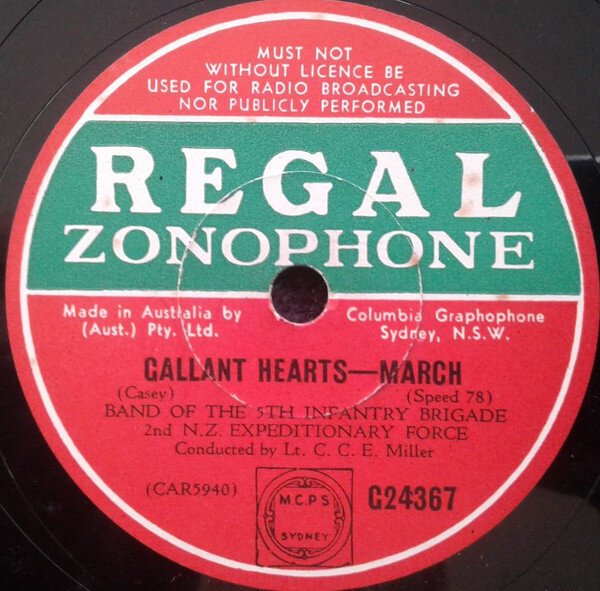 MUST NOT
WITHOUT LICENCE BE
USED FOR RADIO BROADCASTING
NOR PUBLICLY PERFORMED
REGAL
ZONOPHONE
Made in Australia by Columbia Graphophone
(Aust.) Pty. Ltd. Sydney, N.S.W.
GALLANT HEARTS—MARCH
(Casey) (Speed 78)
BAND OF THE 5TH INFANTRY BRIGADE
2nd N.Z. EXPEDITIONARY FORCE
Conducted by Lt. C. C. E. Miller
(CAR5940) M.C.P.S G24367
SYDNEY